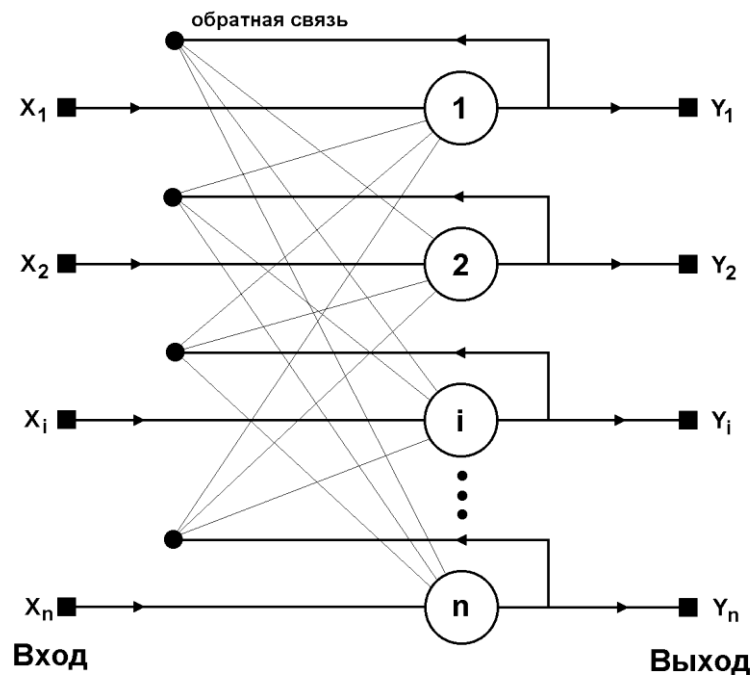 обратная связь
X1 1 Y1
X2 2 Y2
Xi i Yi
Xn n Yn
Вход Выход